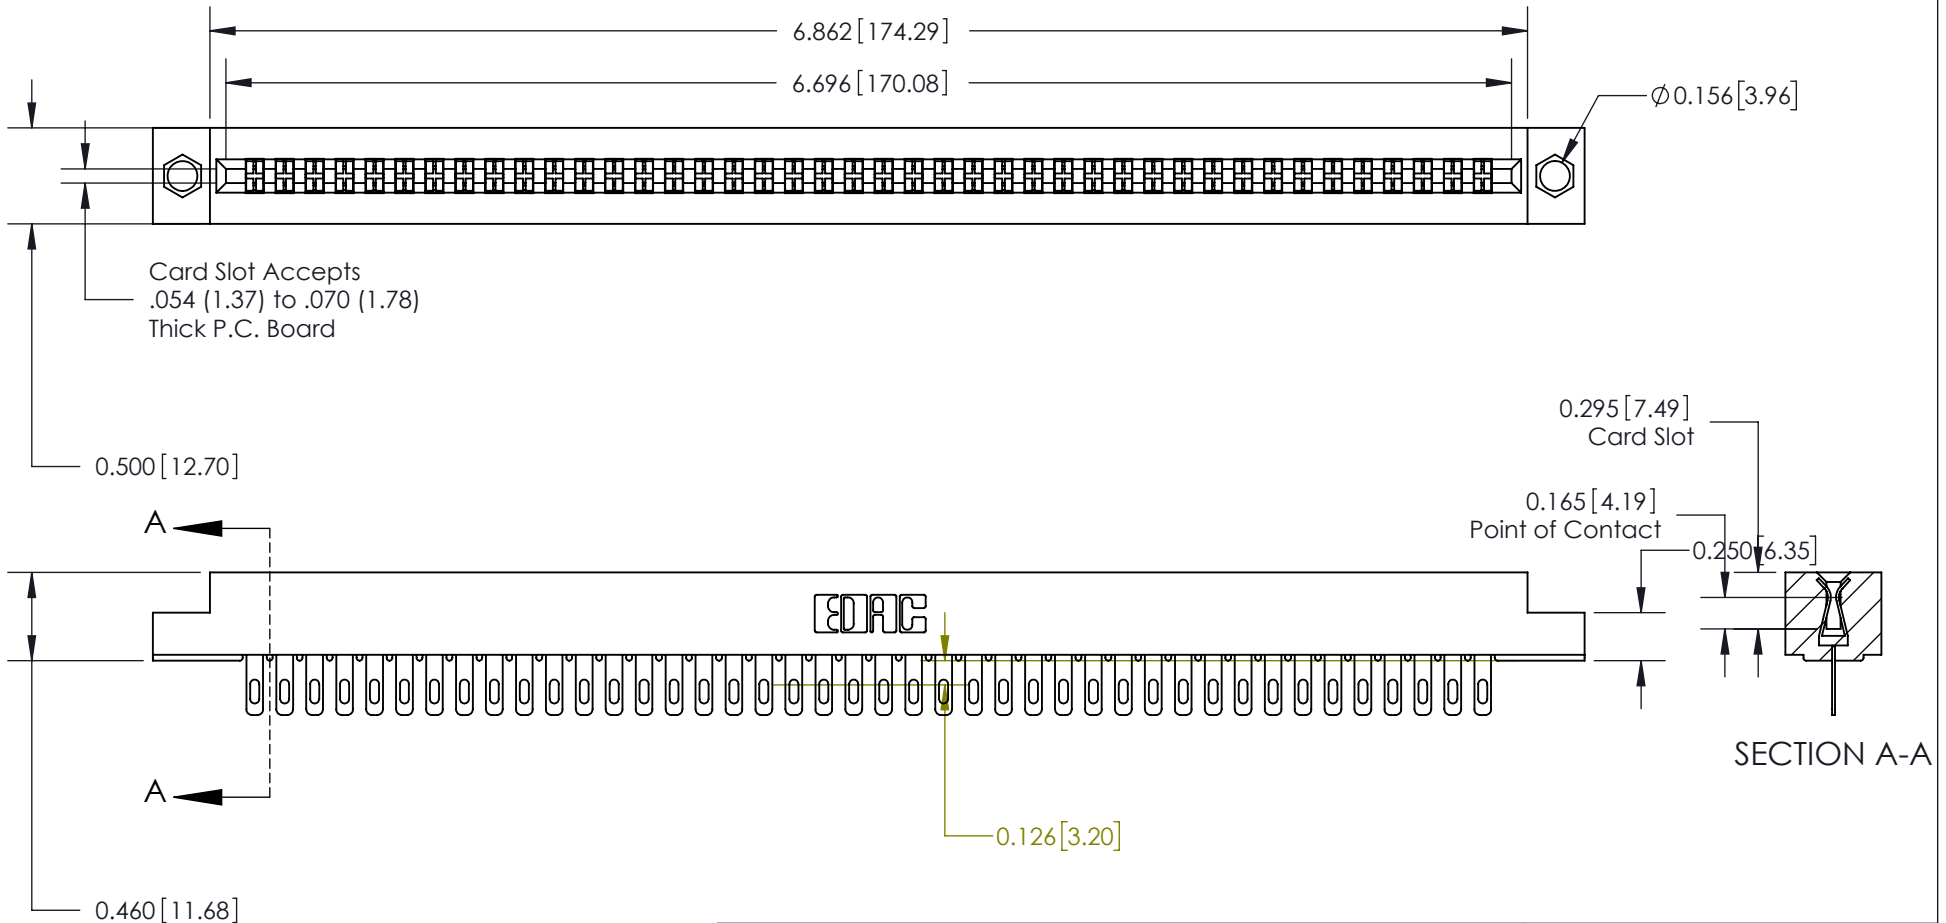 6.862 [174.29]
6.696 [170.08]
Ø 0.156 [3.96]
Card Slot Accepts
.054 (1.37) to .070 (1.78)
Thick P.C. Board
0.295 [7.49]
Card Slot
0.500 [12.70]
0.165 [4.19]
Point of Contact
A
0.250 [6.35]
EDAC
SECTION A-A
A
0.126 [3.20]
0.460 [11.68]